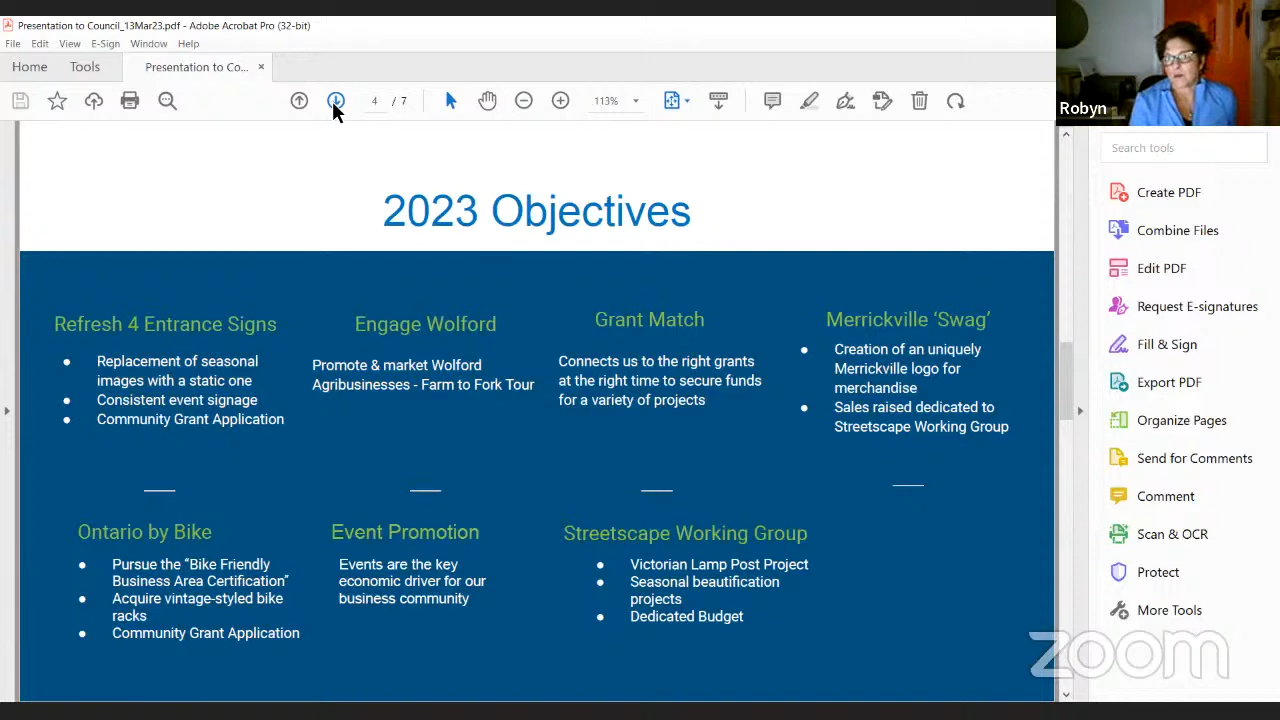 Presentation to Council_13Mar23.pdf - Adobe Acrobat Pro (32-bit)
File Edit View E-Sign Window Help
Home Tools Presentation to Co... ×
4 / 7 113%
Robyn
Search tools
Create PDF
Combine Files
Edit PDF
Request E-signatures
Fill & Sign
Export PDF
Organize Pages
Send for Comments
Comment
Scan & OCR
Protect
More Tools
2023 Objectives
Refresh 4 Entrance Signs
● Replacement of seasonal
images with a static one
● Consistent event signage
● Community Grant Application
Engage Wolford
Promote & market Wolford
Agribusinesses - Farm to Fork Tour
Grant Match
Connects us to the right grants
at the right time to secure funds
for a variety of projects
Merrickville ‘Swag’
● Creation of an uniquely
Merrickville logo for
merchandise
● Sales raised dedicated to
Streetscape Working Group
Ontario by Bike
● Pursue the “Bike Friendly
Business Area Certification”
● Acquire vintage-styled bike
racks
● Community Grant Application
Event Promotion
Events are the key
economic driver for our
business community
Streetscape Working Group
● Victorian Lamp Post Project
● Seasonal beautification
projects
● Dedicated Budget
zoom